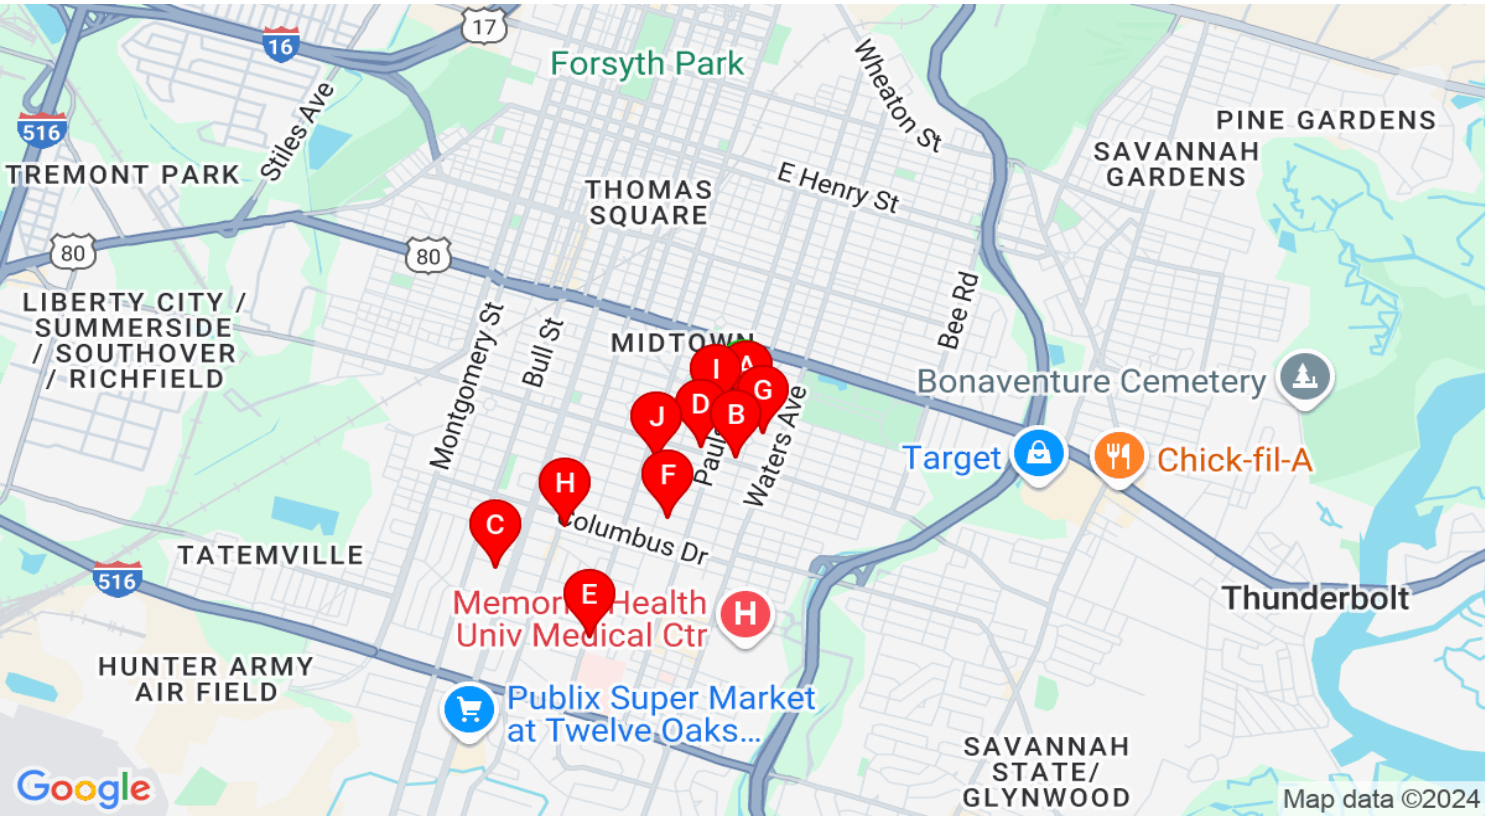 17
16
Forsyth Park
Wheaton St
516
Stiles Ave
PINE GARDENS
SAVANNAH
GARDENS
TREMONT PARK
THOMAS
SQUARE
E Henry St
80
80
LIBERTY CITY /
SUMMERSIDE
/ SOUTHOVER
/ RICHFIELD
Montgomery St
Bull St
MIDTOWN
Bee Rd
I
A
G
D
B
J
F
H
C
E
Waters Ave
Bonaventure Cemetery
Target
Chick-fil-A
Columbus Dr
TATEMVILLE
516
Health
Univ Medical Ctr
H
Thunderbolt
HUNTER ARMY
AIR FIELD
Publix Super Market
at Twelve Oaks...
SAVANNAH
STATE/
GLYNWOOD
Google
Map data ©2024